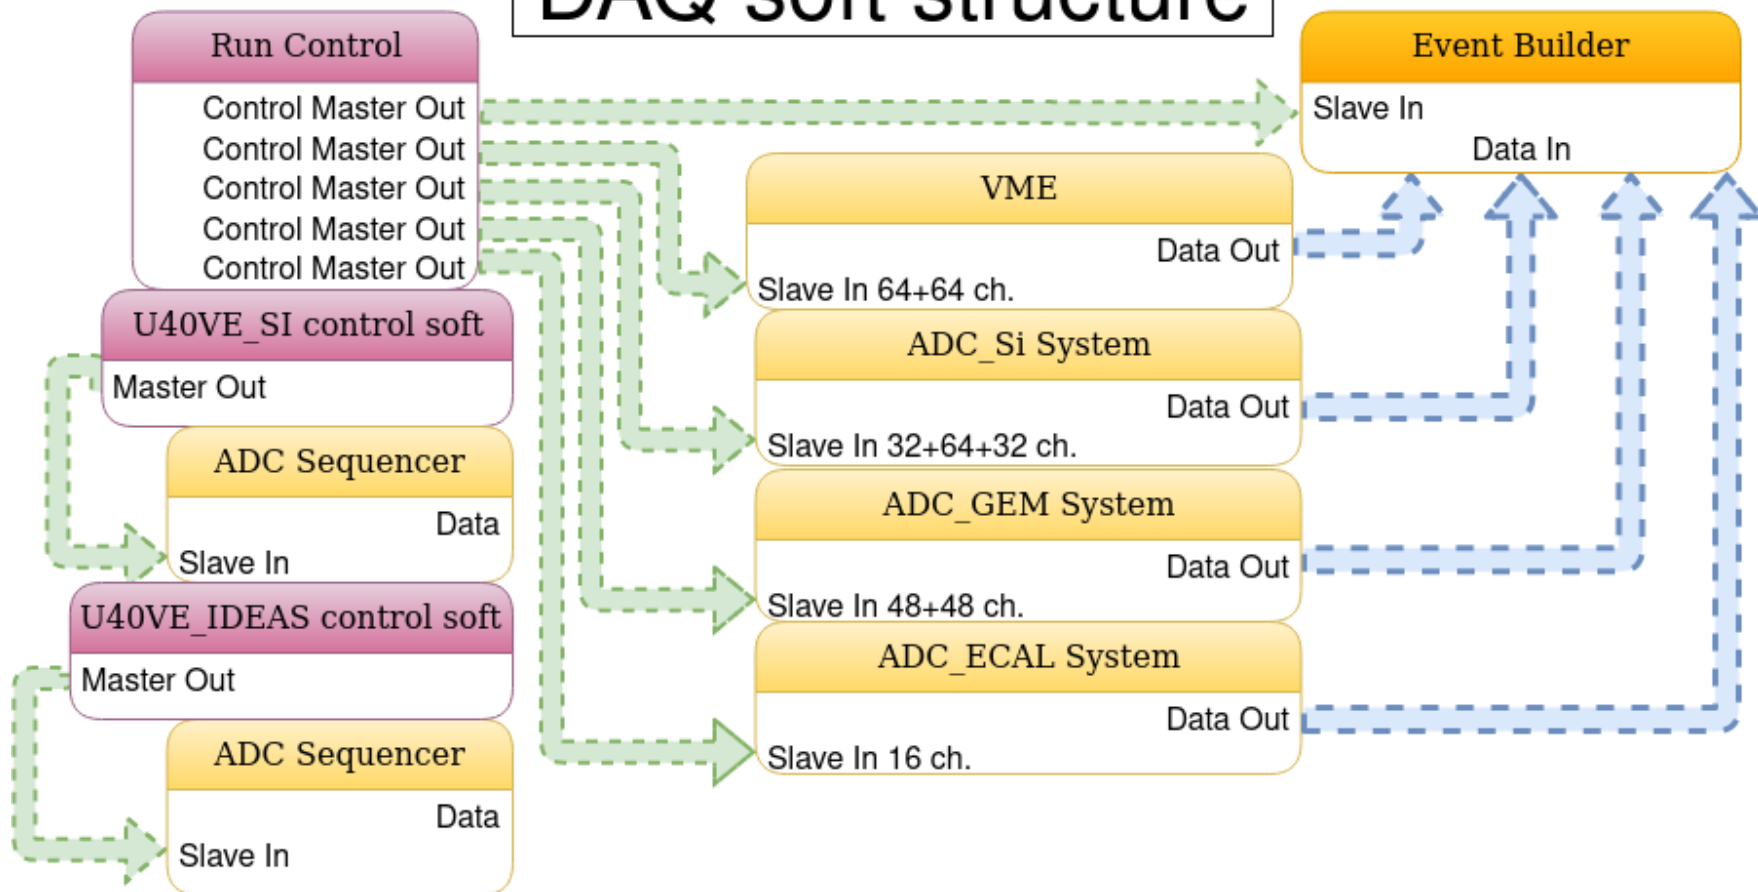 DAQ soft structure
Run Control
Control Master Out
Control Master Out
Control Master Out
Control Master Out
Control Master Out
U40VE_SI control soft
Master Out
ADC Sequencer
Data
Slave In
U40VE_IDEAS control soft
Master Out
ADC Sequencer
Data
Slave In
VME
Data Out
Slave In 64+64 ch.
ADC_Si System
Data Out
Slave In 32+64+32 ch.
ADC_GEM System
Data Out
Slave In 48+48 ch.
ADC_ECAL System
Data Out
Slave In 16 ch.
Event Builder
Slave In
Data In